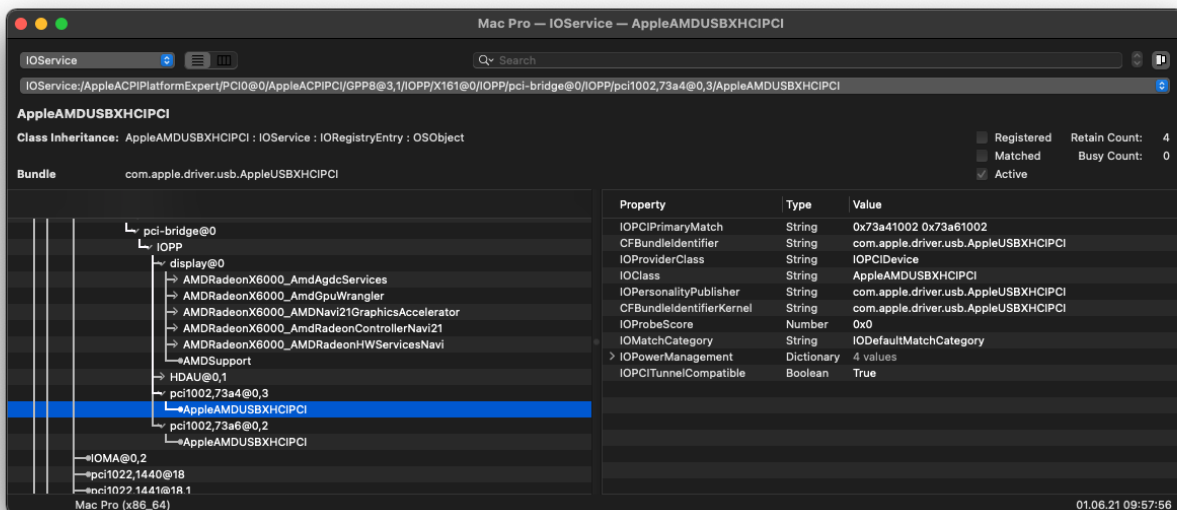 Mac Pro — IOService — AppleAMDUSBXHCIPCI
IOService
Search
IOService:/AppleACPIPlatformExpert/PCI0@0/AppleACPIPCI/GPP8@3,1/IOPP/X161@0/IOPP/pci-bridge@0/IOPP/pci1002,73a4@0,3/AppleAMDUSBXHCIPCI
AppleAMDUSBXHCIPCI
Class Inheritance: AppleAMDUSBXHCIPCI : IOService : IORegistryEntry : OSObject
Registered Retain Count: 4
Matched Busy Count: 0
Bundle com.apple.driver.usb.AppleUSBXHCIPCI
Active
pci-bridge@0
IOPP
display@0
AMDRadeonX6000_AmdAgdcServices
AMDRadeonX6000_AmdGpuWrangler
AMDRadeonX6000_AMDNavi21GraphicsAccelerator
AMDRadeonX6000_AmdRadeonControllerNavi21
AMDRadeonX6000_AMDRadeonHWServicesNavi
AMDSupport
HDAU@0,1
pci1002,73a4@0,3
AppleAMDUSBXHCIPCI
pci1002,73a6@0,2
AppleAMDUSBXHCIPCI
IOMA@0,2
pci1022,1440@18
pci1022,1441@18,1
Property Type Value
IOPCIPrimaryMatch String 0x73a41002 0x73a61002
CFBundleIdentifier String com.apple.driver.usb.AppleUSBXHCIPCI
IOProviderClass String IOPCIDevice
IOClass String AppleAMDUSBXHCIPCI
IOPersonalityPublisher String com.apple.driver.usb.AppleUSBXHCIPCI
CFBundleIdentifierKernel String com.apple.driver.usb.AppleUSBXHCIPCI
IOProbeScore Number 0x0
IOMatchCategory String IODefaultMatchCategory
IOPowerManagement Dictionary 4 values
IOPCITunnelCompatible Boolean True
Mac Pro (x86_64)
01.06.21 09:57:56